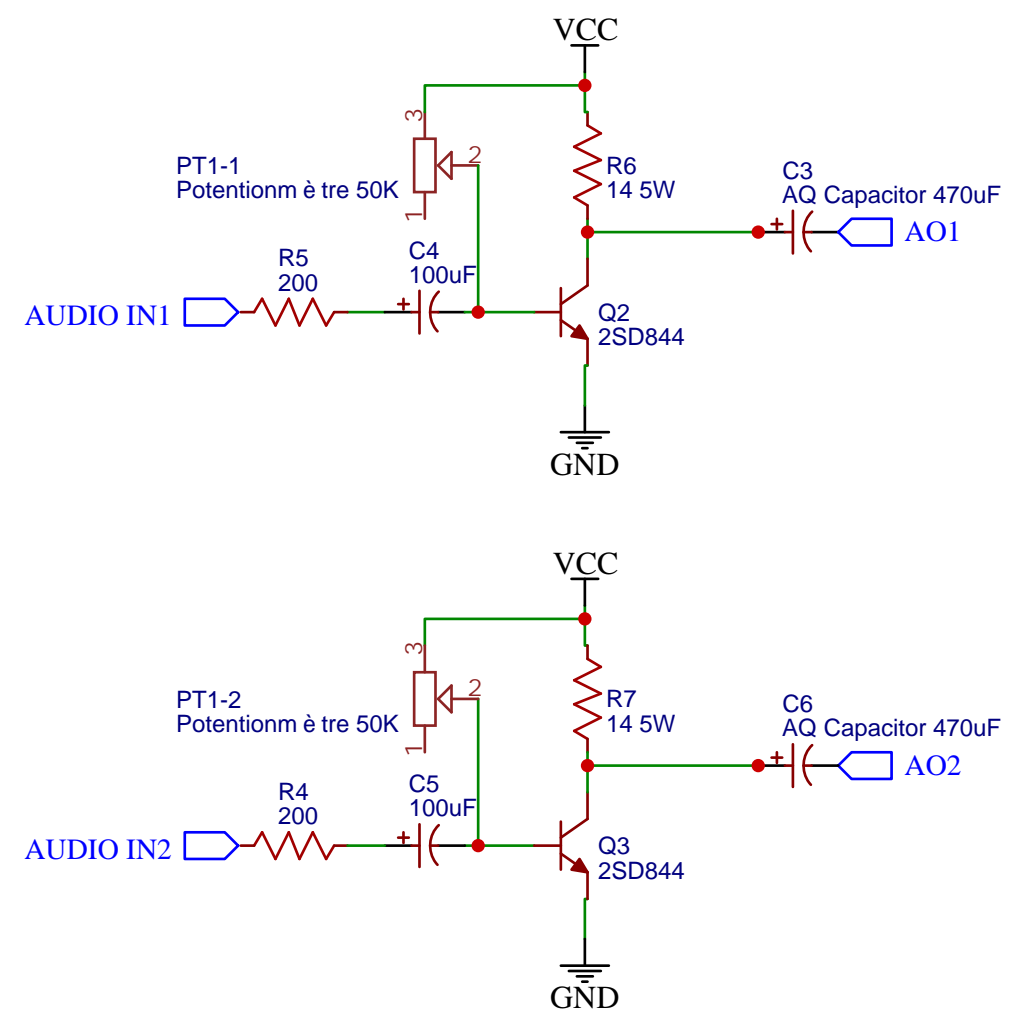 VCC
3
2
1
PT1-1
Potentionm è tre 50K
R6
14 5W
C3
AQ Capacitor 470uF
+
AO1
R5
200
C4
100uF
+
AUDIO IN1
Q2
2SD844
GND
VCC
3
2
1
PT1-2
Potentionm è tre 50K
R7
14 5W
C6
AQ Capacitor 470uF
+
AO2
R4
200
C5
100uF
+
AUDIO IN2
Q3
2SD844
GND